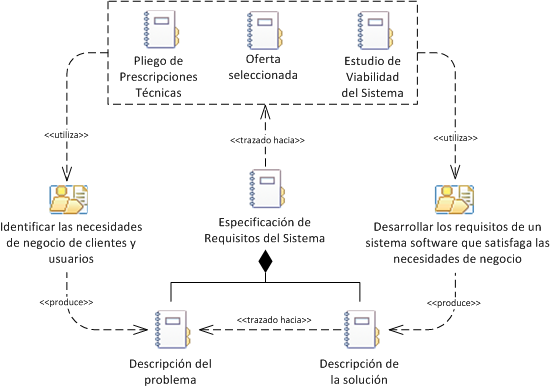 Pliego de
Prescripciones
Técnicas
Oferta
seleccionada
Estudio de
Viabilidad
del Sistema
<<utiliza>>
<<trazado hacia>>
<<utiliza>>
Identificar las necesidades
de negocio de clientes y
usuarios
Especificación de
Requisitos del Sistema
Desarrollar los requisitos de un
sistema software que satisfaga las
necesidades de negocio
<<produce>>
<<trazado hacia>>
<<produce>>
Descripción del
problema
Descripción de
la solución